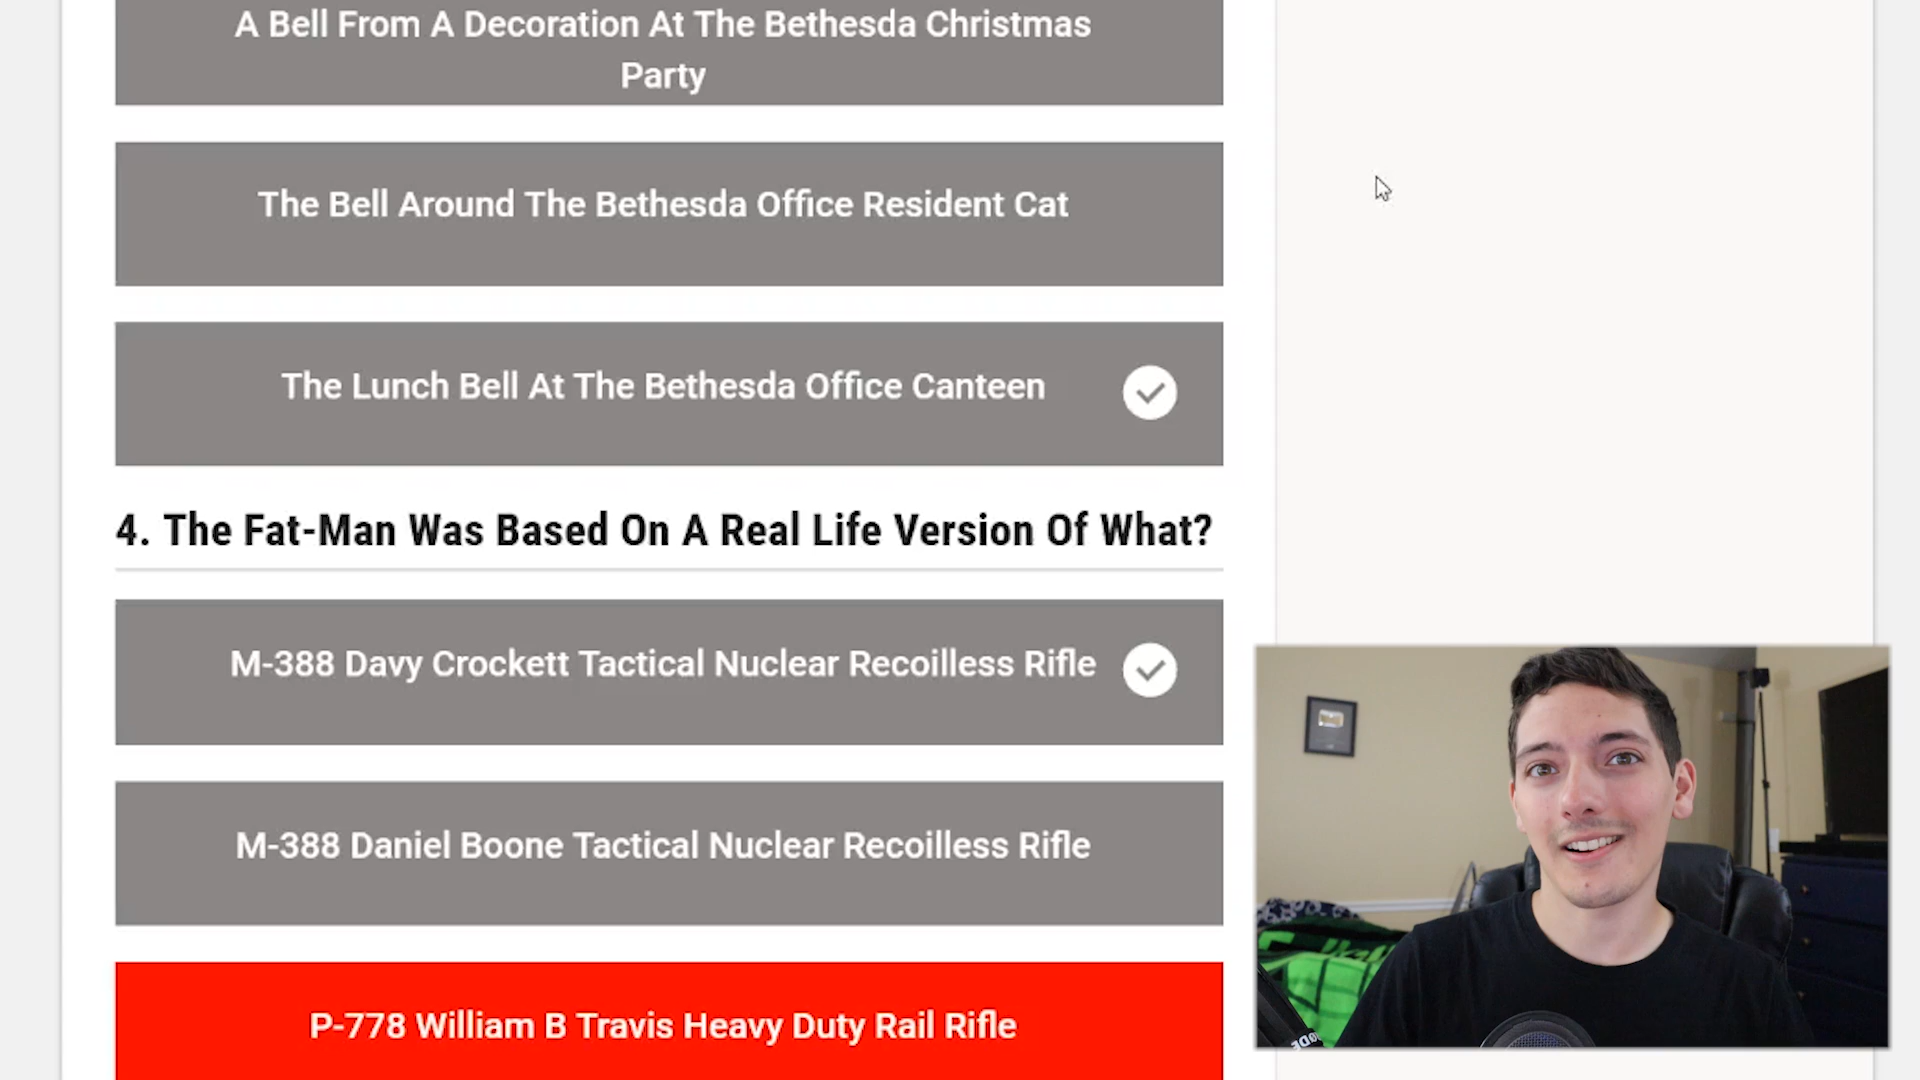 A Bell From A Decoration At The Bethesda Christmas
Party
The Bell Around The Bethesda Office Resident Cat
The Lunch Bell At The Bethesda Office Canteen
4. The Fat-Man Was Based On A Real Life Version Of What?
M-388 Davy Crockett Tactical Nuclear Recoilless Rifle
M-388 Daniel Boone Tactical Nuclear Recoilless Rifle
P-778 William B Travis Heavy Duty Rail Rifle